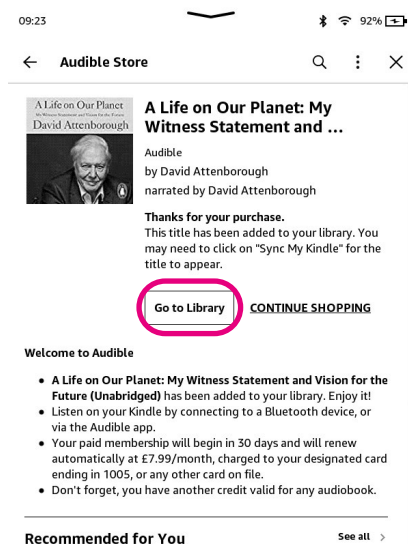 09:23
92%
Audible Store
A Life on Our Planet
My Witness Statement and Vision for the Future
David Attenborough
A Life on Our Planet: My
Witness Statement and ...
Audible
by David Attenborough
narrated by David Attenborough
Thanks for your purchase.
This title has been added to your library. You
may need to click on "Sync My Kindle" for the
title to appear.
Go to Library
CONTINUE SHOPPING
Welcome to Audible
• A Life on Our Planet: My Witness Statement and Vision for the
Future (Unabridged) has been added to your library. Enjoy it!
• Listen on your Kindle by connecting to a Bluetooth device, or
via the Audible app.
• Your paid membership will begin in 30 days and will renew
automatically at £7.99/month, charged to your designated card
ending in 1005, or any other card on file.
• Don't forget, you have another credit valid for any audiobook.
Recommended for You
See all